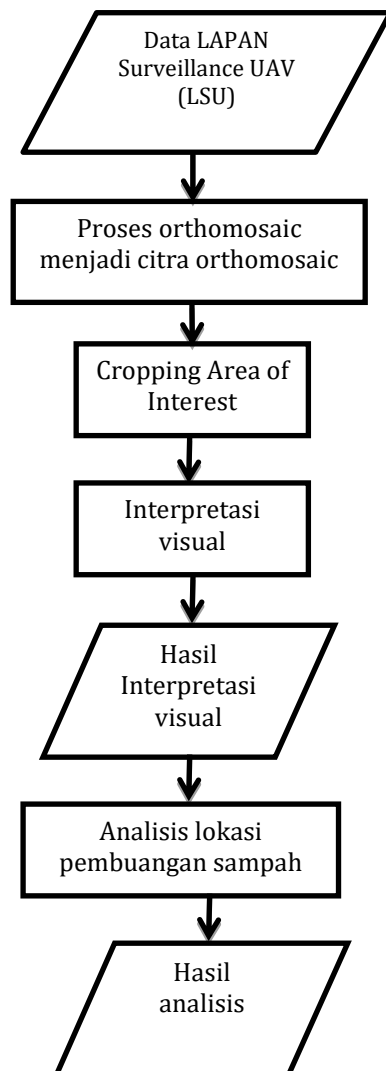 Data LAPAN
Surveillance UAV
(LSU)
Proses orthomosaic
menjadi citra orthomosaic
Cropping Area of
Interest
Interpretasi
visual
Hasil
Interpretasi
visual
Analisis lokasi
pembuangan sampah
Hasil
analisis